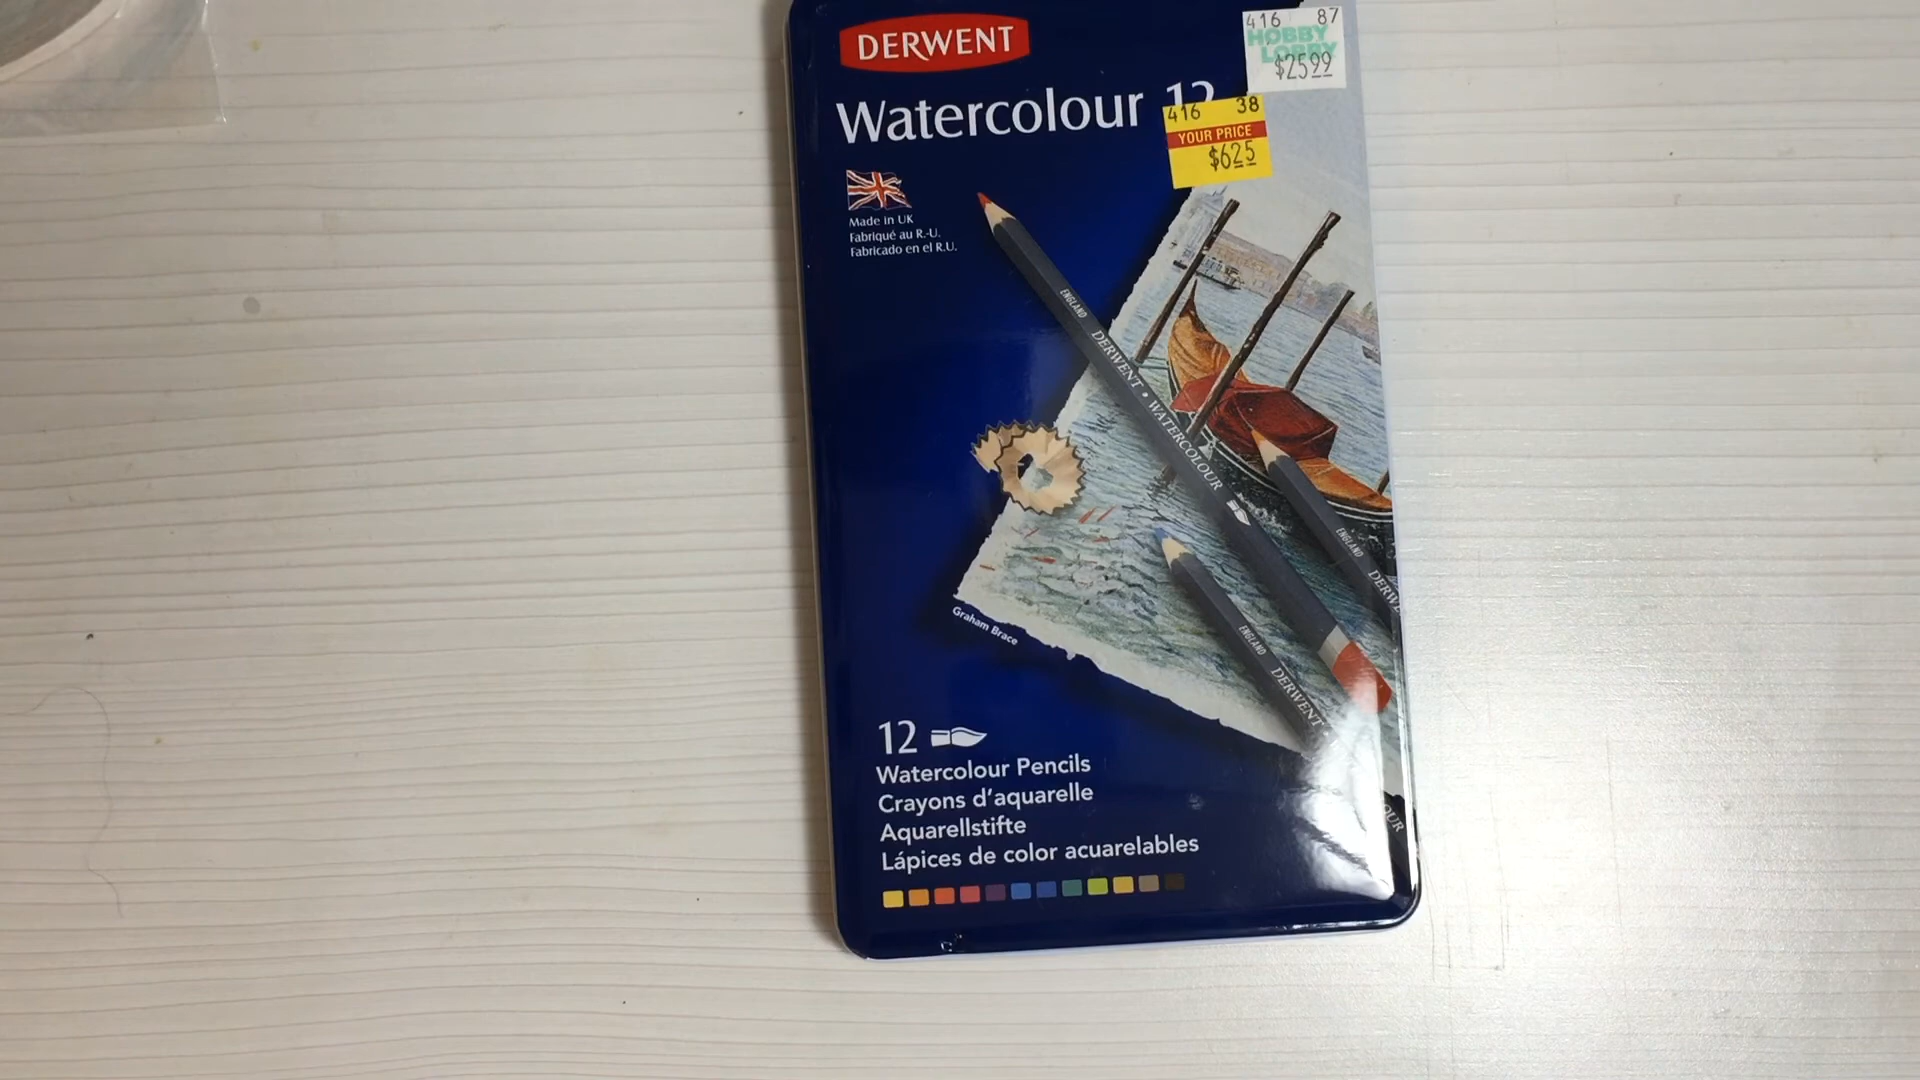 DERWENT
416 87
HOBBY
LOBBY
$25.99
Watercolour 12
416 38
YOUR PRICE
$6.25
Made in UK
Fabriqué au R.-U.
Fabricado en el R.U.
ENGLAND DERWENT • WATERCOLOUR
ENGLAND
ENGLAND DERWENT
Graham Brace
12
Watercolour Pencils
Crayons d'aquarelle
Aquarellstifte
Lápices de color acuarelables